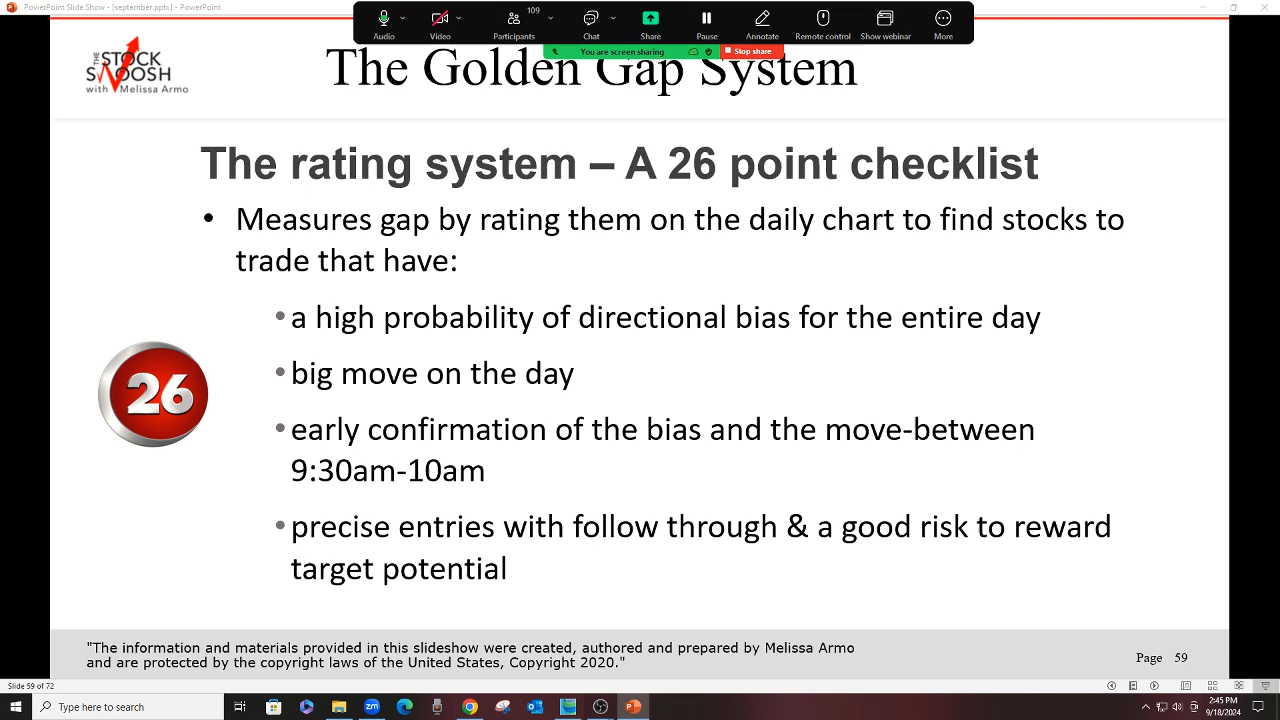 PowerPoint Slide Show - [september.pptx] - PowerPoint
109
Audio
Video
Participants
Chat
Share
Pause
Annotate
Remote control
Show webinar
More
You are screen sharing
Stop share
THE STOCK
SWOOSH
with Melissa Armo
The Golden Gap System
The rating system – A 26 point checklist
• Measures gap by rating them on the daily chart to find stocks to
trade that have:
• a high probability of directional bias for the entire day
• big move on the day
26
• early confirmation of the bias and the move-between
9:30am-10am
• precise entries with follow through & a good risk to reward
target potential
"The information and materials provided in this slideshow were created, authored and prepared by Melissa Armo
and are protected by the copyright laws of the United States, Copyright 2020."
Page 59
Slide 59 of 72
Type here to search
zm
2:45 PM
9/18/2024